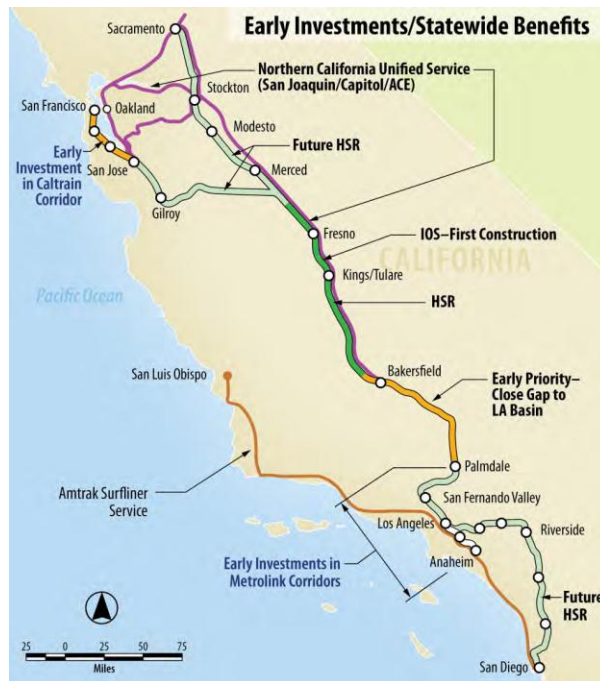 Early Investments/Statewide Benefits
Sacramento
Northern California Unified Service
(San Joaquin/Capitol/ACE)
Stockton
San Francisco
Oakland
Modesto
Future HSR
Early
Investment
in Caltrain
Corridor
San Jose
Merced
Gilroy
Fresno
IOS–First Construction
CALIFORNIA
Kings/Tulare
Pacific Ocean
HSR
San Luis Obispo
Bakersfield
Early Priority–
Close Gap to
LA Basin
Palmdale
Amtrak Surfliner
Service
San Fernando Valley
Los Angeles
Riverside
Early Investments in
Metrolink Corridors
Anaheim
Future
HSR
25 0 25 50 75
Miles
San Diego